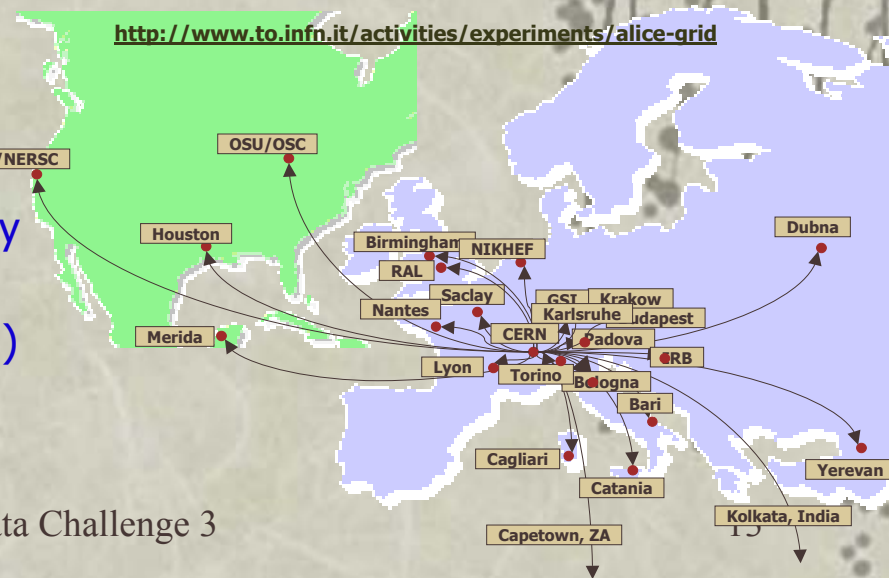 http://www.to.infn.it/activities/experiments/alice-grid
OSU/OSC
/NERSC
y
Houston
Birmingham
NIKHEF
Dubna
RAL
Saclay
GSI
Krakow
Nantes
Karlsruhe
udapest
CERN
Padova
Merida
)
Lyon
Torino
RB
Bologna
Bari
Cagliari
Yerevan
Catania
Kolkata, India
ata Challenge 3
Capetown, ZA